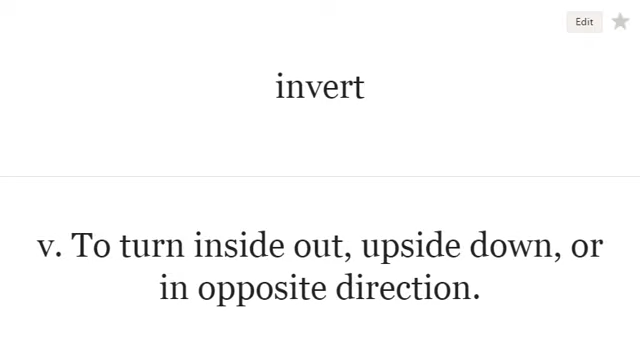 Edit
invert
v. To turn inside out, upside down, or
in opposite direction.